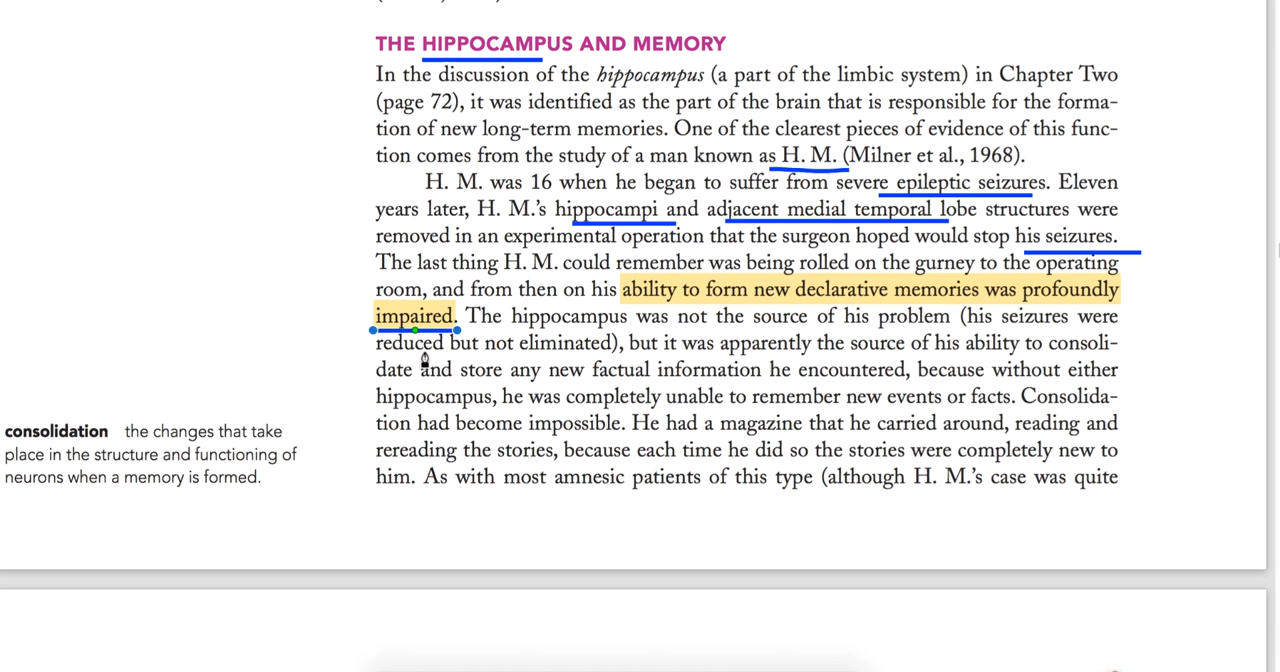 THE HIPPOCAMPUS AND MEMORY
In the discussion of the hippocampus (a part of the limbic system) in Chapter Two
(page 72), it was identified as the part of the brain that is responsible for the forma-
tion of new long-term memories. One of the clearest pieces of evidence of this func-
tion comes from the study of a man known as H. M. (Milner et al., 1968).
H. M. was 16 when he began to suffer from severe epileptic seizures. Eleven
years later, H. M.’s hippocampi and adjacent medial temporal lobe structures were
removed in an experimental operation that the surgeon hoped would stop his seizures.
The last thing H. M. could remember was being rolled on the gurney to the operating
room, and from then on his ability to form new declarative memories was profoundly
impaired. The hippocampus was not the source of his problem (his seizures were
reduced but not eliminated), but it was apparently the source of his ability to consoli-
date and store any new factual information he encountered, because without either
hippocampus, he was completely unable to remember new events or facts. Consolida-
tion had become impossible. He had a magazine that he carried around, reading and
rereading the stories, because each time he did so the stories were completely new to
him. As with most amnesic patients of this type (although H. M.’s case was quite
consolidation the changes that take
place in the structure and functioning of
neurons when a memory is formed.